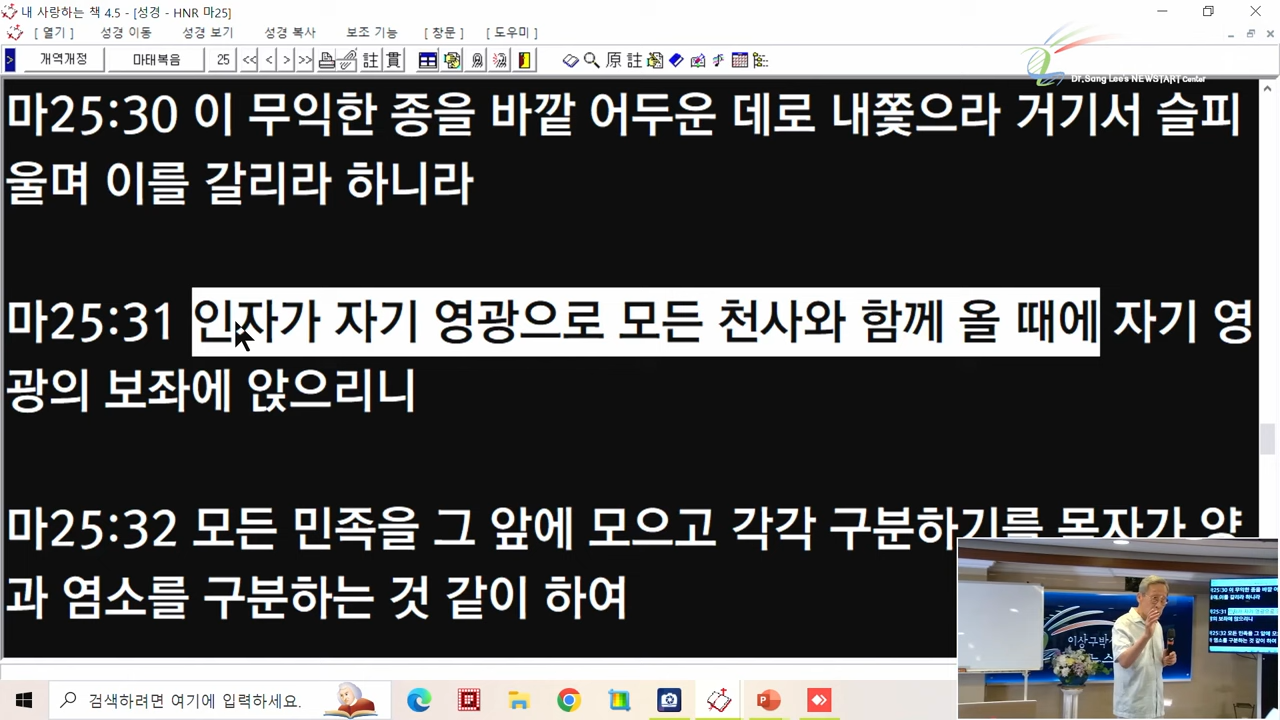 내 사랑하는 책 4.5 - [성경 - HNR 마25]
[ 열기 ] 성경 이동 성경 보기 성경 복사 보조 기능 [ 창문 ] [ 도우미 ]
> 개역개정 마태복음 25 << < > >> 註 貫 原 註
Dr.Sang Lee's NEWSTART Center
마25:30 이 무익한 종을 바깥 어두운 데로 내쫓으라 거기서 슬피
울며 이를 갈리라 하니라
마25:31 인자가 자기 영광으로 모든 천사와 함께 올 때에 자기 영
광의 보좌에 앉으리니
마25:32 모든 민족을 그 앞에 모으고 각각 구분하기를 목자가 양
과 염소를 구분하는 것 같이 하여
이상구박
검색하려면 여기에 입력하세요.